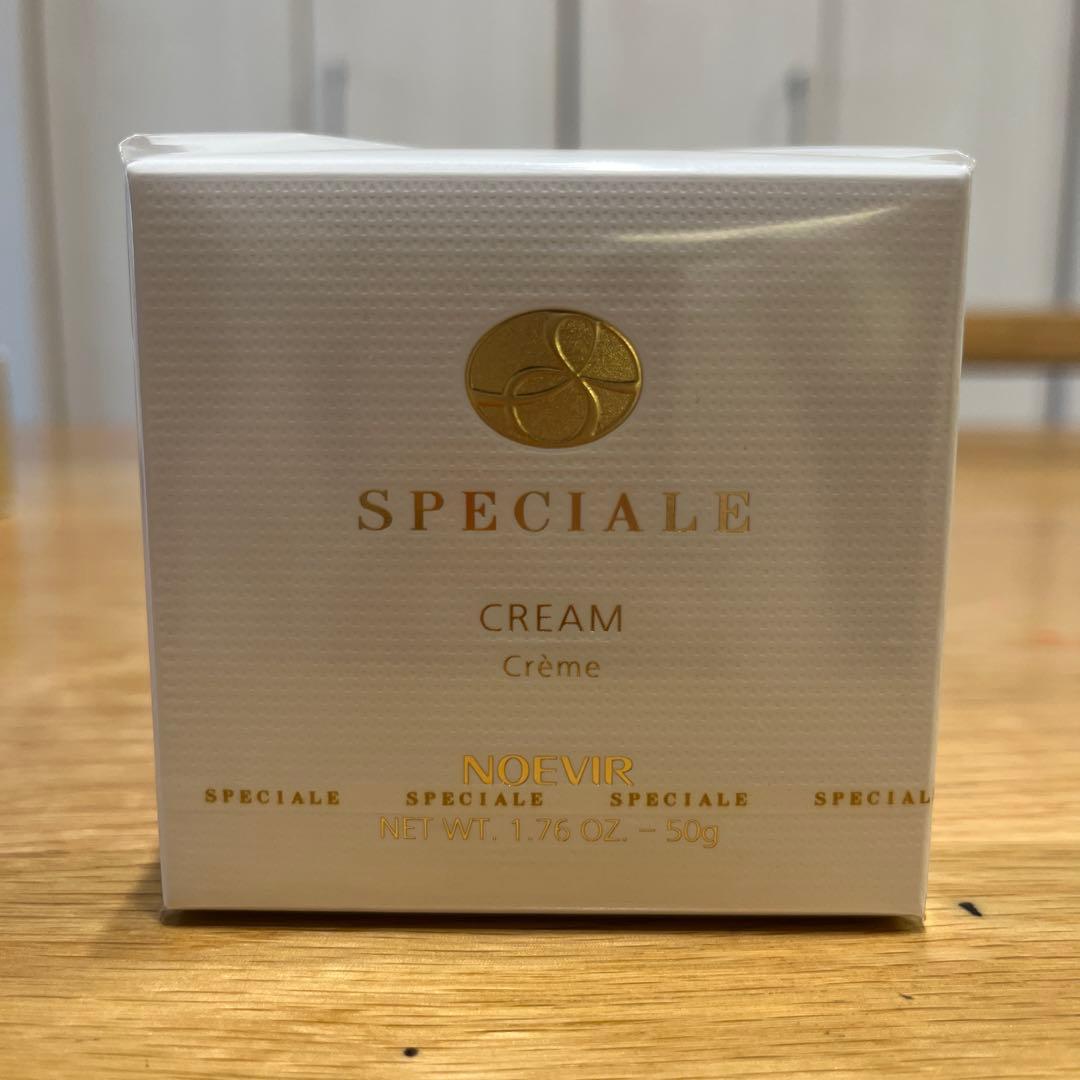 SPECIALE
CREAM
Crème
NOEVIR
SPECIALE SPECIALE SPECIALE SPECIAL
NET WT. 1.76 OZ. – 50g